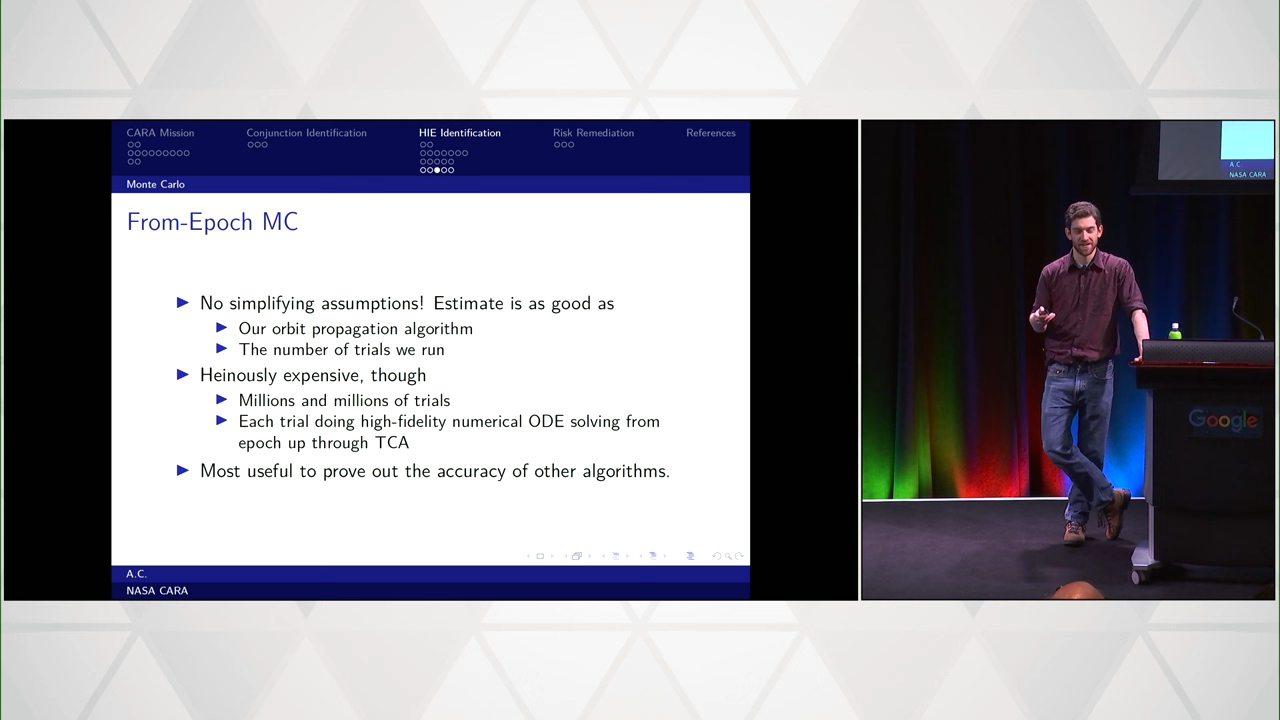 CARA Mission
Conjunction Identification
HIE Identification
Risk Remediation
References
Monte Carlo
From-Epoch MC
No simplifying assumptions! Estimate is as good as
Our orbit propagation algorithm
The number of trials we run
Heinously expensive, though
Millions and millions of trials
Each trial doing high-fidelity numerical ODE solving from
epoch up through TCA
Most useful to prove out the accuracy of other algorithms.
A.C.
NASA CARA
A.C.
NASA CARA
Google